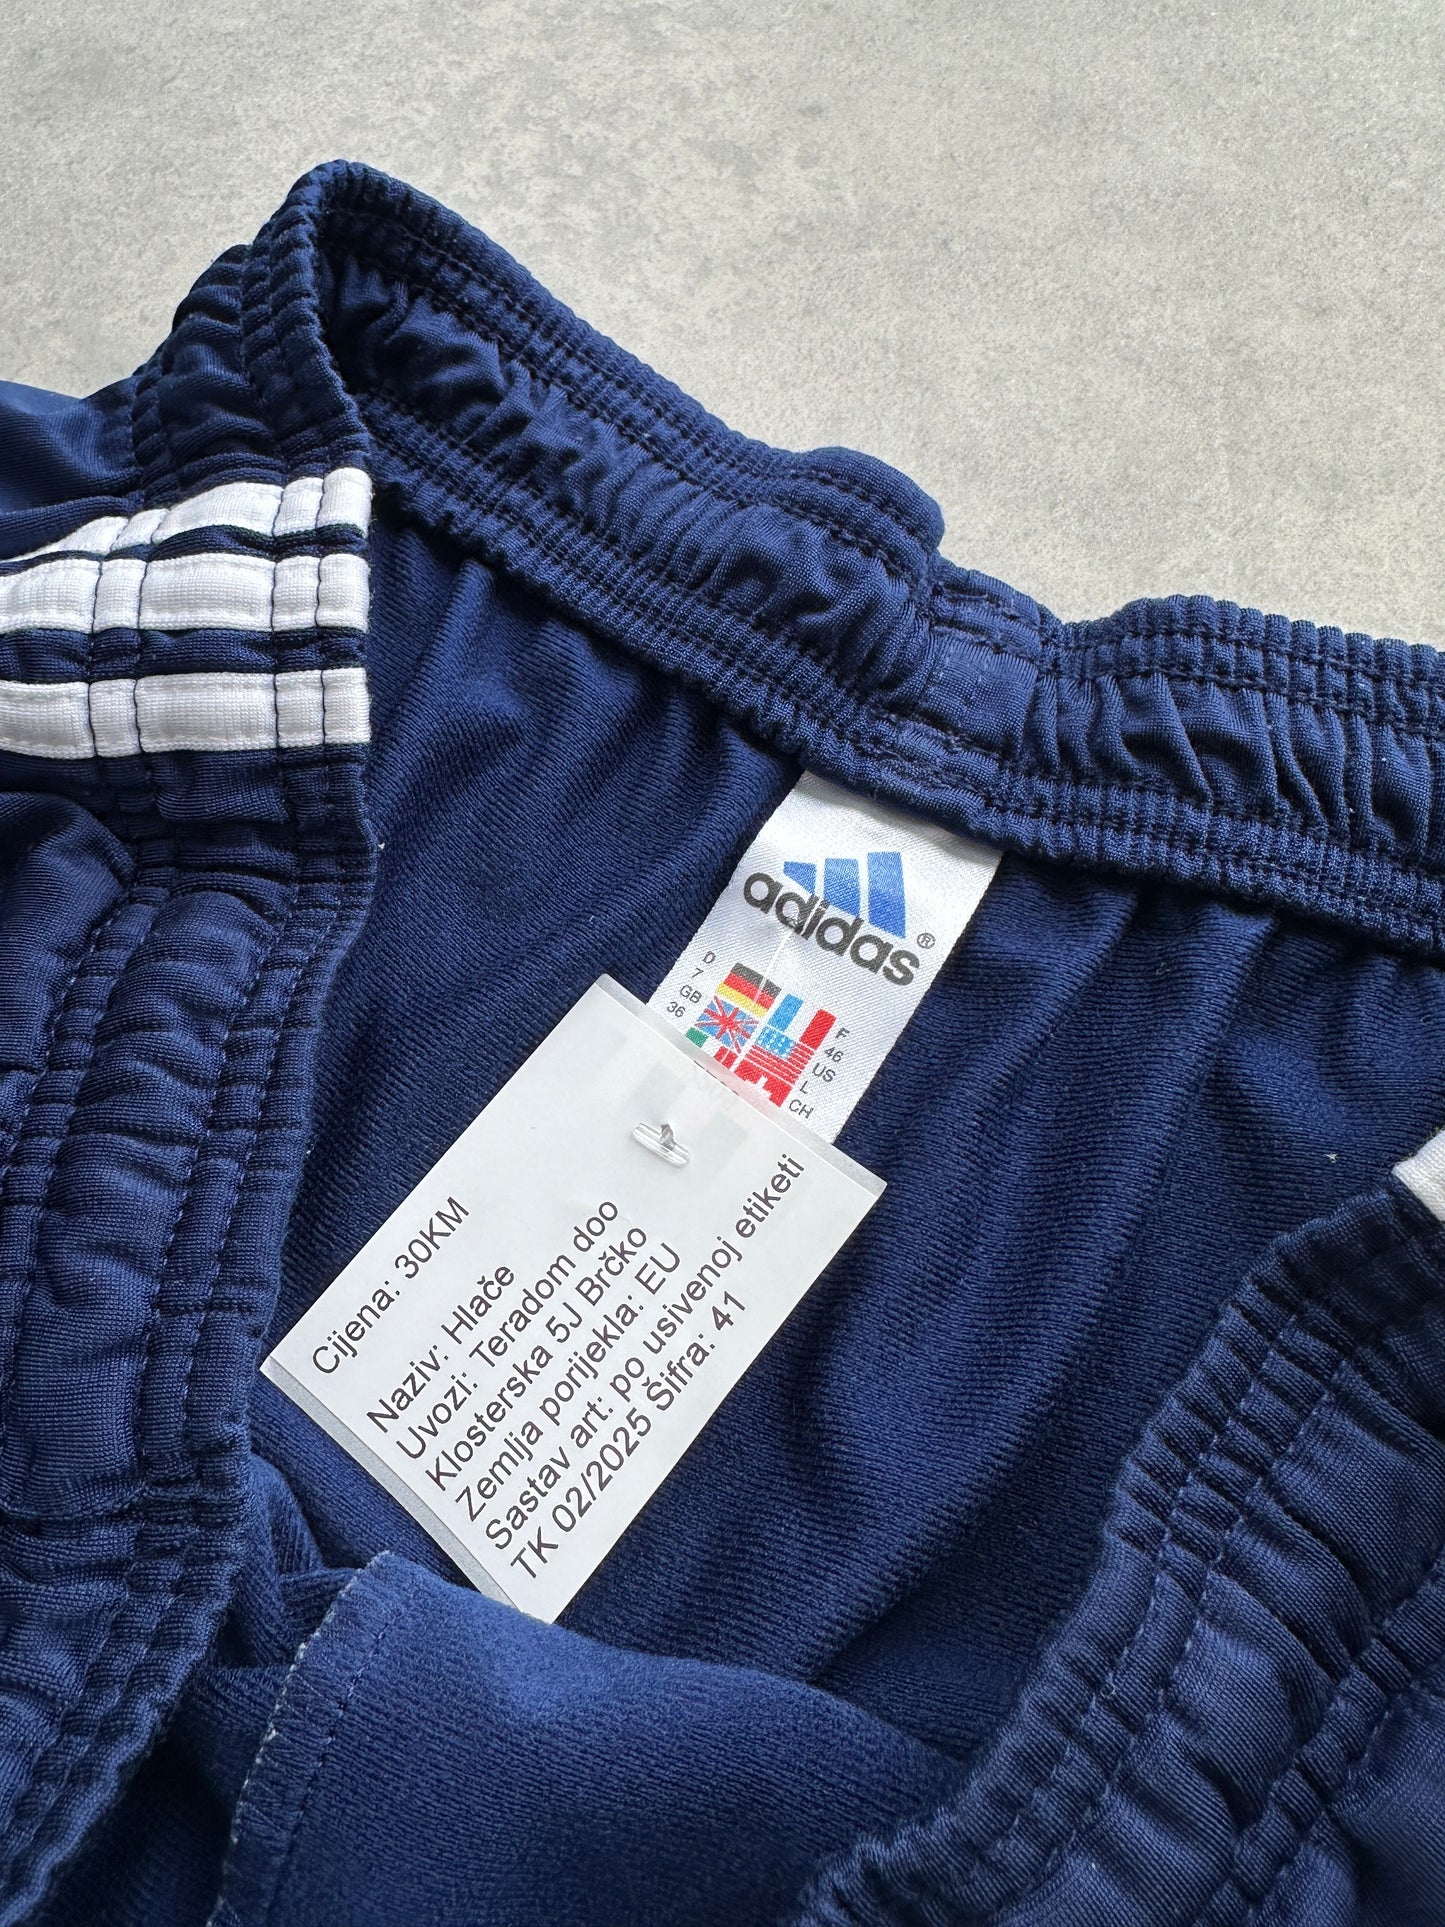 adidas®
D
7
GB
36
F
46
US
L
CH
Cijena: 30KM
Naziv: Hlače
Uvozi: Teradom doo
Klosterska 5J Brčko
Zemlja porijekla: EU
Sastav art: po usivenoj etiketi
TK 02/2025 Šifra: 41